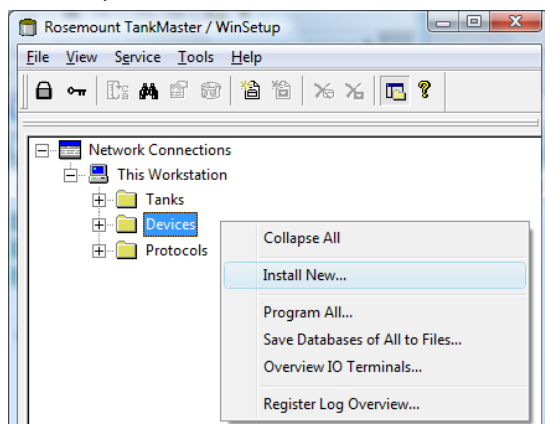 Rosemount TankMaster / WinSetup
File View Service Tools Help
Network Connections
This Workstation
Tanks
Devices
Protocols
Collapse All
Install New...
Program All...
Save Databases of All to Files...
Overview IO Terminals...
Register Log Overview...